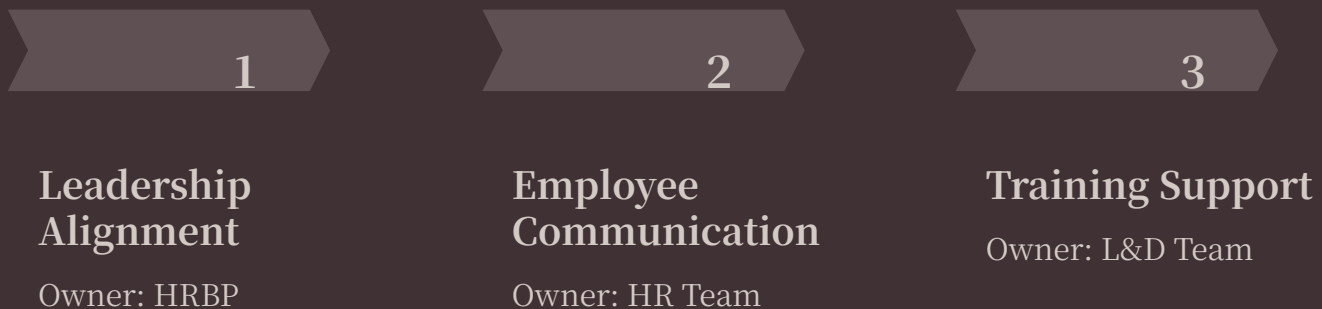 1
2
3
Leadership
Alignment
Owner: HRBP
Employee
Communication
Owner: HR Team
Training Support
Owner: L&D Team